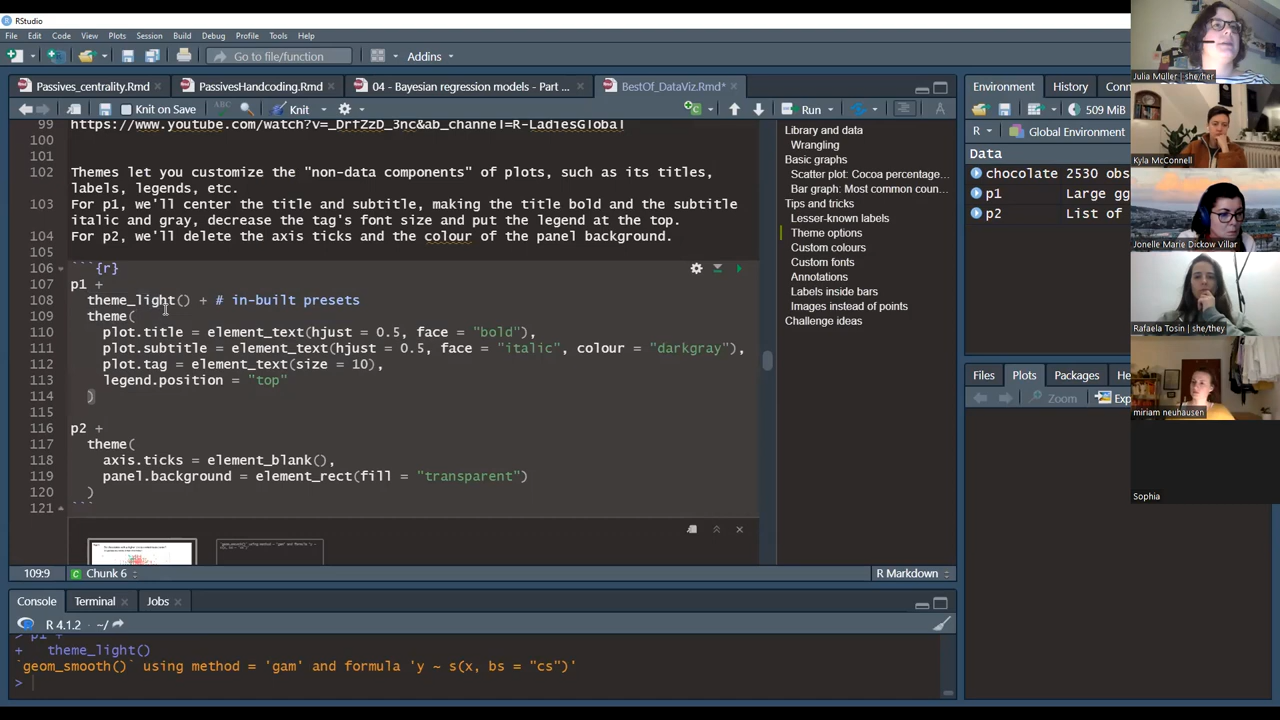 RStudio
File Edit Code View Plots Session Build Debug Profile Tools Help
Go to file/function Addins
Passives_centrality.Rmd PassivesHandcoding.Rmd 04 - Bayesian regression models - Part ... BestOf_DataViz.Rmd*
Knit on Save ABC Knit Run
99 https://www.youtube.com/watch?v=_DrfZzD_3nc&ab_channel=R-LadiesGlobal
100
101
102 Themes let you customize the "non-data components" of plots, such as its titles,
labels, legends, etc.
103 For p1, we'll center the title and subtitle, making the title bold and the subtitle
italic and gray, decrease the tag's font size and put the legend at the top.
104 For p2, we'll delete the axis ticks and the colour of the panel background.
105
106 ```{r}
107 p1 +
108 theme_light() + # in-built presets
109 theme(
110 plot.title = element_text(hjust = 0.5, face = "bold"),
111 plot.subtitle = element_text(hjust = 0.5, face = "italic", colour = "darkgray"),
112 plot.tag = element_text(size = 10),
113 legend.position = "top"
114 )
115
116 p2 +
117 theme(
118 axis.ticks = element_blank(),
119 panel.background = element_rect(fill = "transparent")
120 )
121 ```
109:9 Chunk 6 R Markdown
Library and data
Wrangling
Basic graphs
Scatter plot: Cocoa percentage...
Bar graph: Most common coun...
Tips and tricks
Lesser-known labels
Theme options
Custom colours
Custom fonts
Annotations
Labels inside bars
Images instead of points
Challenge ideas
Console Terminal Jobs
R 4.1.2 · ~/
> p1 +
+ theme_light()
`geom_smooth()` using method = 'gam' and formula 'y ~ s(x, bs = "cs")'
>
Environment History Con
509 MiB
R Global Environment
Data
chocolate 2530 obs
p1 Large gg
p2 List of
Files Plots Packages He
Zoom Exp
Julia Müller | she/her
Kyla McConnell
Jonelle Marie Dickow Villar
Rafaela Tosin | she/they
miriam neuhausen
Sophia